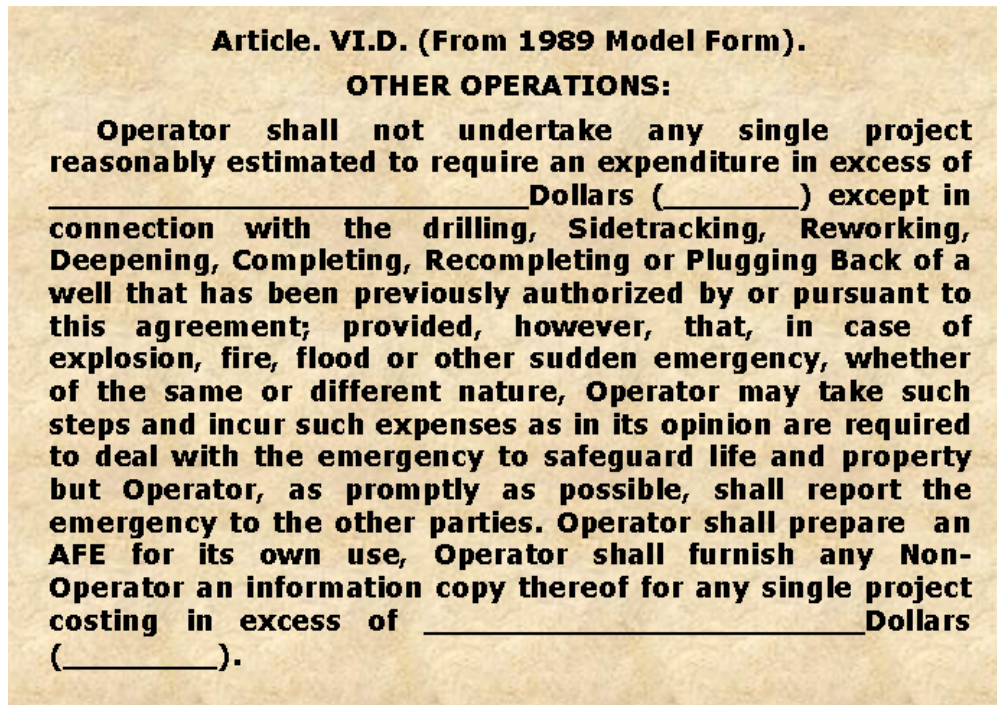 Article. VI.D. (From 1989 Model Form).
OTHER OPERATIONS:
Operator shall not undertake any single project
reasonably estimated to require an expenditure in excess of
______________________________Dollars (________) except in
connection with the drilling, Sidetracking, Reworking,
Deepening, Completing, Recompleting or Plugging Back of a
well that has been previously authorized by or pursuant to
this agreement; provided, however, that, in case of
explosion, fire, flood or other sudden emergency, whether
of the same or different nature, Operator may take such
steps and incur such expenses as in its opinion are required
to deal with the emergency to safeguard life and property
but Operator, as promptly as possible, shall report the
emergency to the other parties. Operator shall prepare an
AFE for its own use, Operator shall furnish any Non-
Operator an information copy thereof for any single project
costing in excess of ____________________________Dollars
(_________).